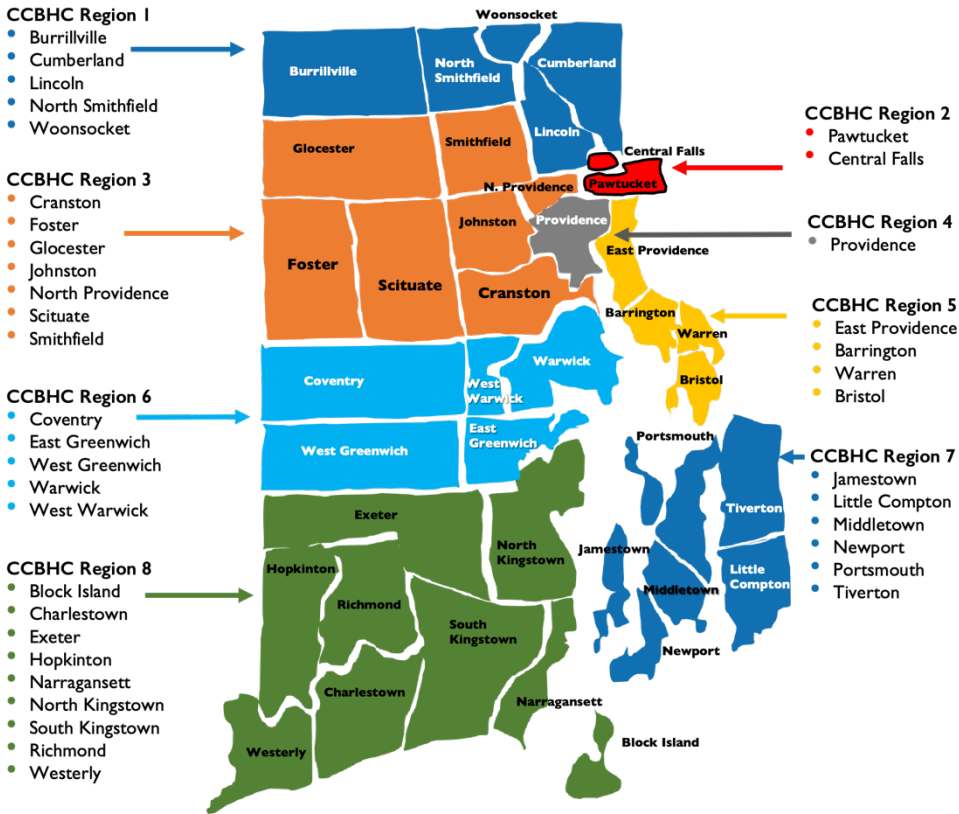 CCBHC Region 1
• Burrillville
• Cumberland
• Lincoln
• North Smithfield
• Woonsocket
CCBHC Region 3
• Cranston
• Foster
• Glocester
• Johnston
• North Providence
• Scituate
• Smithfield
CCBHC Region 6
• Coventry
• East Greenwich
• West Greenwich
• Warwick
• West Warwick
CCBHC Region 8
• Block Island
• Charlestown
• Exeter
• Hopkinton
• Narragansett
• North Kingstown
• South Kingstown
• Richmond
• Westerly
Woonsocket
Burrillville
North
Smithfield
Cumberland
Lincoln
Glocester
Smithfield
Central Falls
N. Providence
Pawtucket
Johnston
Providence
Foster
Scituate
East Providence
Cranston
Barrington
Warren
Warwick
Coventry
West
Warwick
Bristol
East
Greenwich
West Greenwich
Portsmouth
Exeter
Tiverton
North
Kingstown
Jamestown
Hopkinton
Little
Compton
Middletown
Richmond
South
Kingstown
Newport
Charlestown
Narragansett
Westerly
Block Island
CCBHC Region 2
• Pawtucket
• Central Falls
CCBHC Region 4
• Providence
CCBHC Region 5
• East Providence
• Barrington
• Warren
• Bristol
CCBHC Region 7
• Jamestown
• Little Compton
• Middletown
• Newport
• Portsmouth
• Tiverton